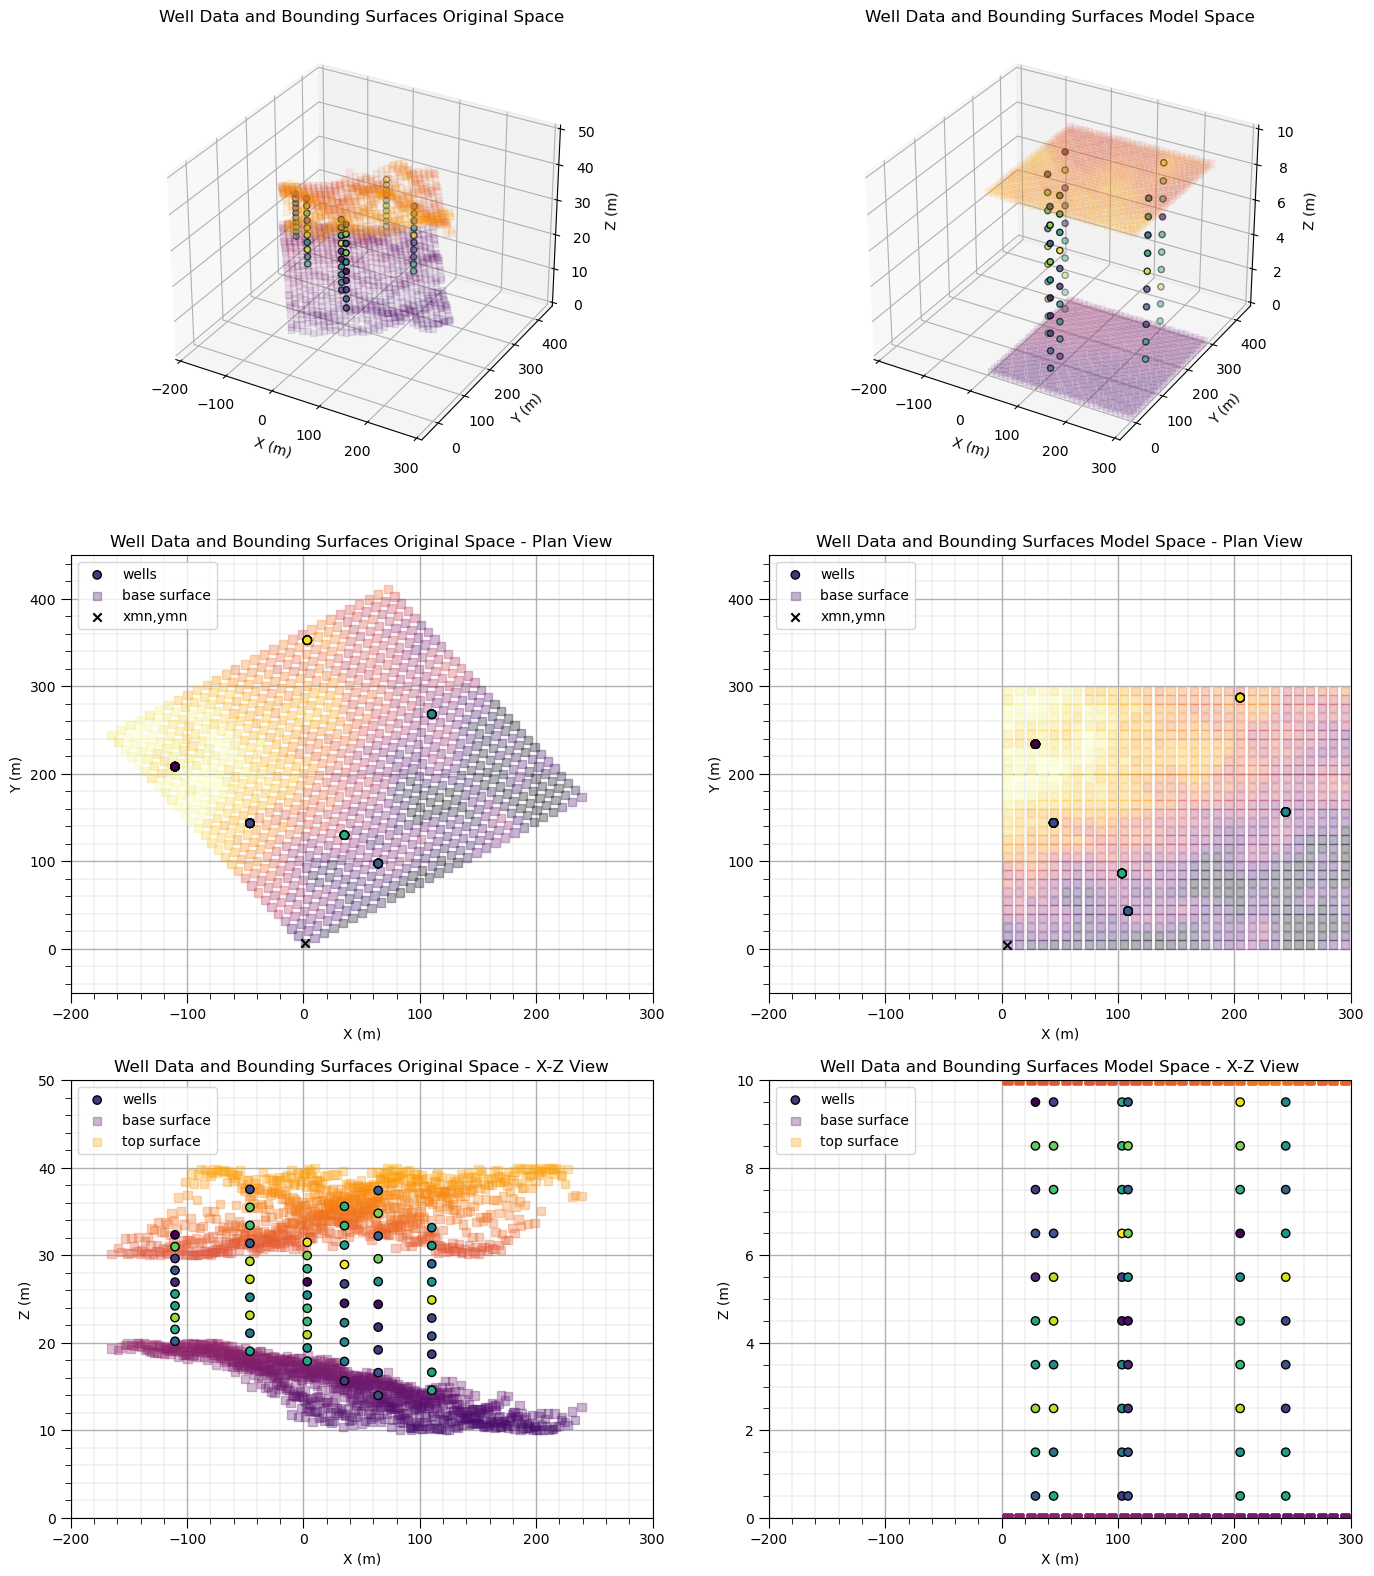 Well Data and Bounding Surfaces Original Space
50
40
30
20
10
0
Z (m)
400
300
200
100
0
Y (m)
−200
−100
0
100
200
300
X (m)
Well Data and Bounding Surfaces Model Space
10
8
6
4
2
0
Z (m)
400
300
200
100
0
Y (m)
−200
−100
0
100
200
300
X (m)
Well Data and Bounding Surfaces Original Space - Plan View
wells
base surface
xmn,ymn
400
300
200
100
0
Y (m)
−200 −100 0 100 200 300
X (m)
Well Data and Bounding Surfaces Model Space - Plan View
wells
base surface
xmn,ymn
400
300
200
100
0
Y (m)
−200 −100 0 100 200 300
X (m)
Well Data and Bounding Surfaces Original Space - X-Z View
wells
base surface
top surface
50
40
30
20
10
0
Z (m)
−200 −100 0 100 200 300
X (m)
Well Data and Bounding Surfaces Model Space - X-Z View
wells
base surface
top surface
10
8
6
4
2
0
Z (m)
−200 −100 0 100 200 300
X (m)